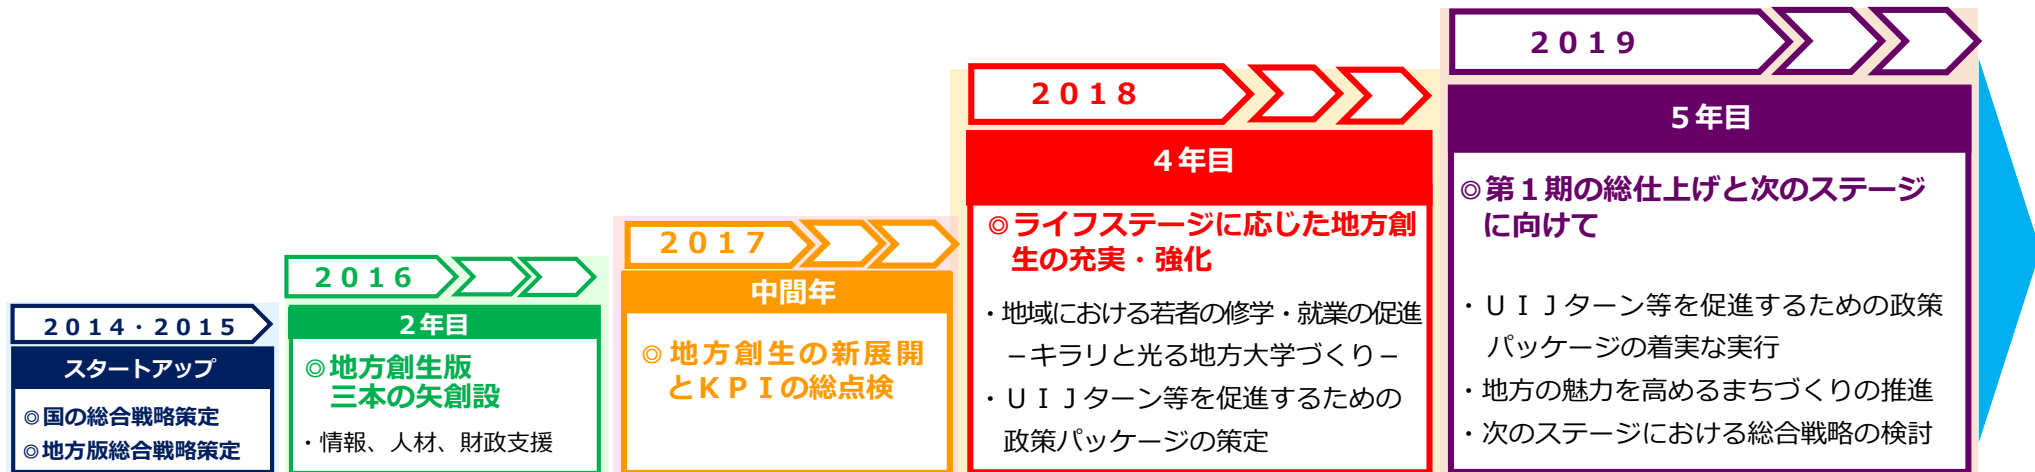 ２０１４・２０１５
スタートアップ
◎国の総合戦略策定
◎地方版総合戦略策定
２０１６
２年目
◎地方創生版
三本の矢創設
・情報、人材、財政支援
２０１７
中間年
◎地方創生の新展開
とＫＰＩの総点検
２０１８
４年目
◎ライフステージに応じた地方創
生の充実・強化
・地域における若者の修学・就業の促進
－キラリと光る地方大学づくり－
・ＵＩＪターン等を促進するための
政策パッケージの策定
２０１９
５年目
◎第１期の総仕上げと次のステージ
に向けて
・ＵＩＪターン等を促進するための政策
パッケージの着実な実行
・地方の魅力を高めるまちづくりの推進
・次のステージにおける総合戦略の検討